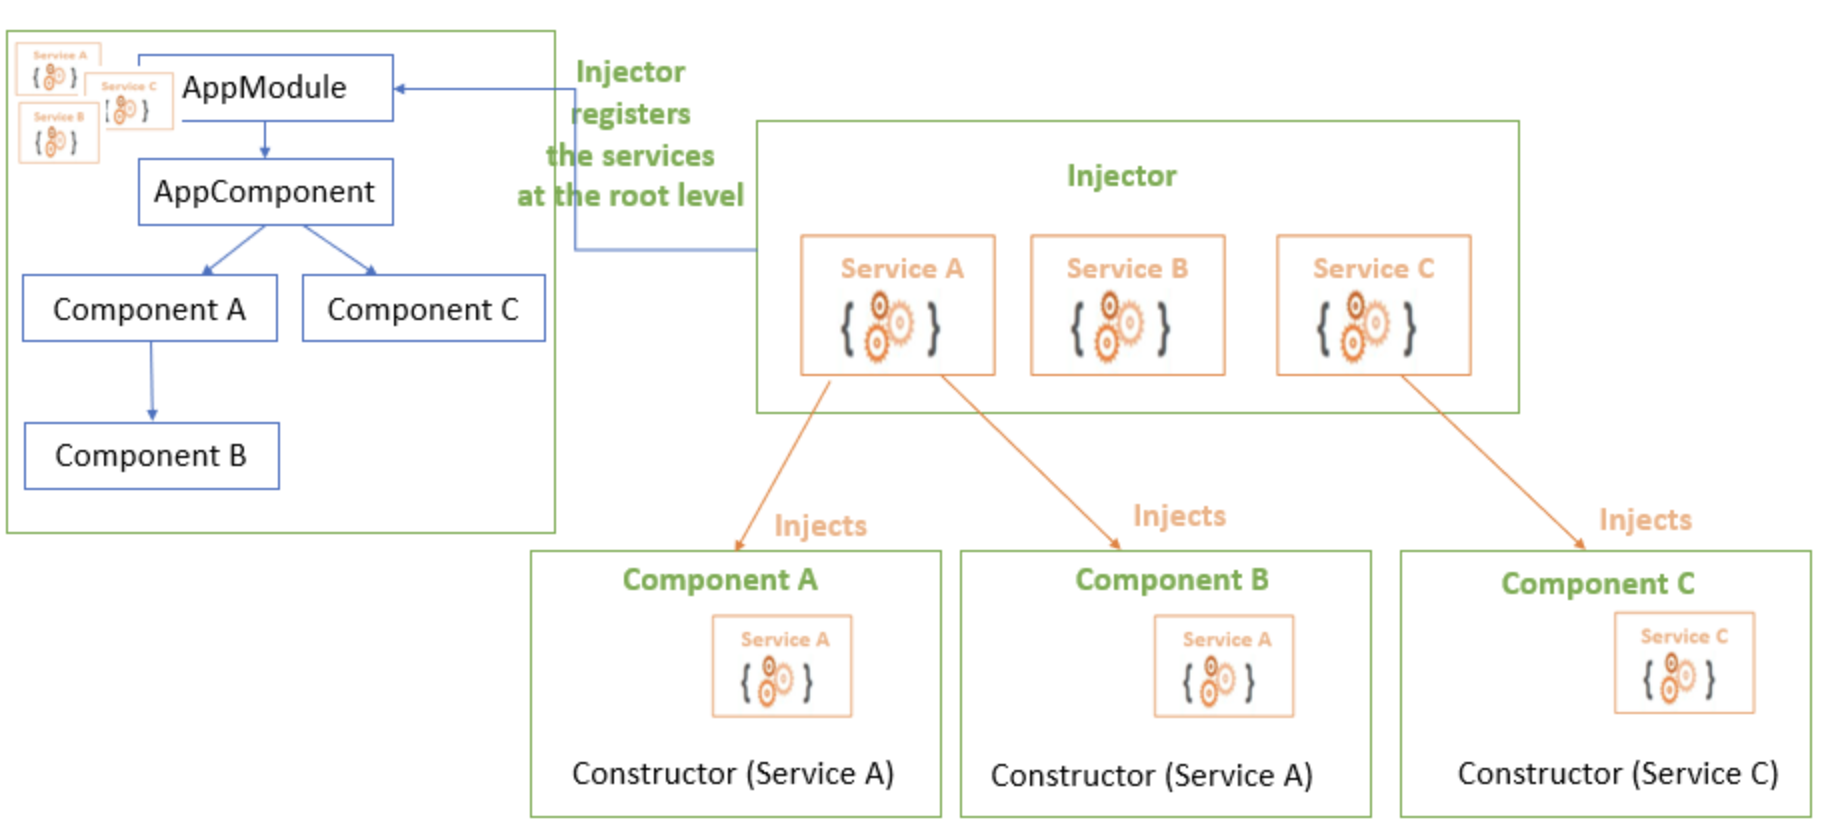 Service A
Service C
Service B
AppModule
AppComponent
Component A
Component C
Component B
Injector
registers
the services
at the root level
Injector
Service A
Service B
Service C
{ }
{ }
{ }
Injects
Injects
Injects
Component A
Service A
{ }
Constructor (Service A)
Component B
Service A
{ }
Constructor (Service A)
Component C
Service C
{ }
Constructor (Service C)